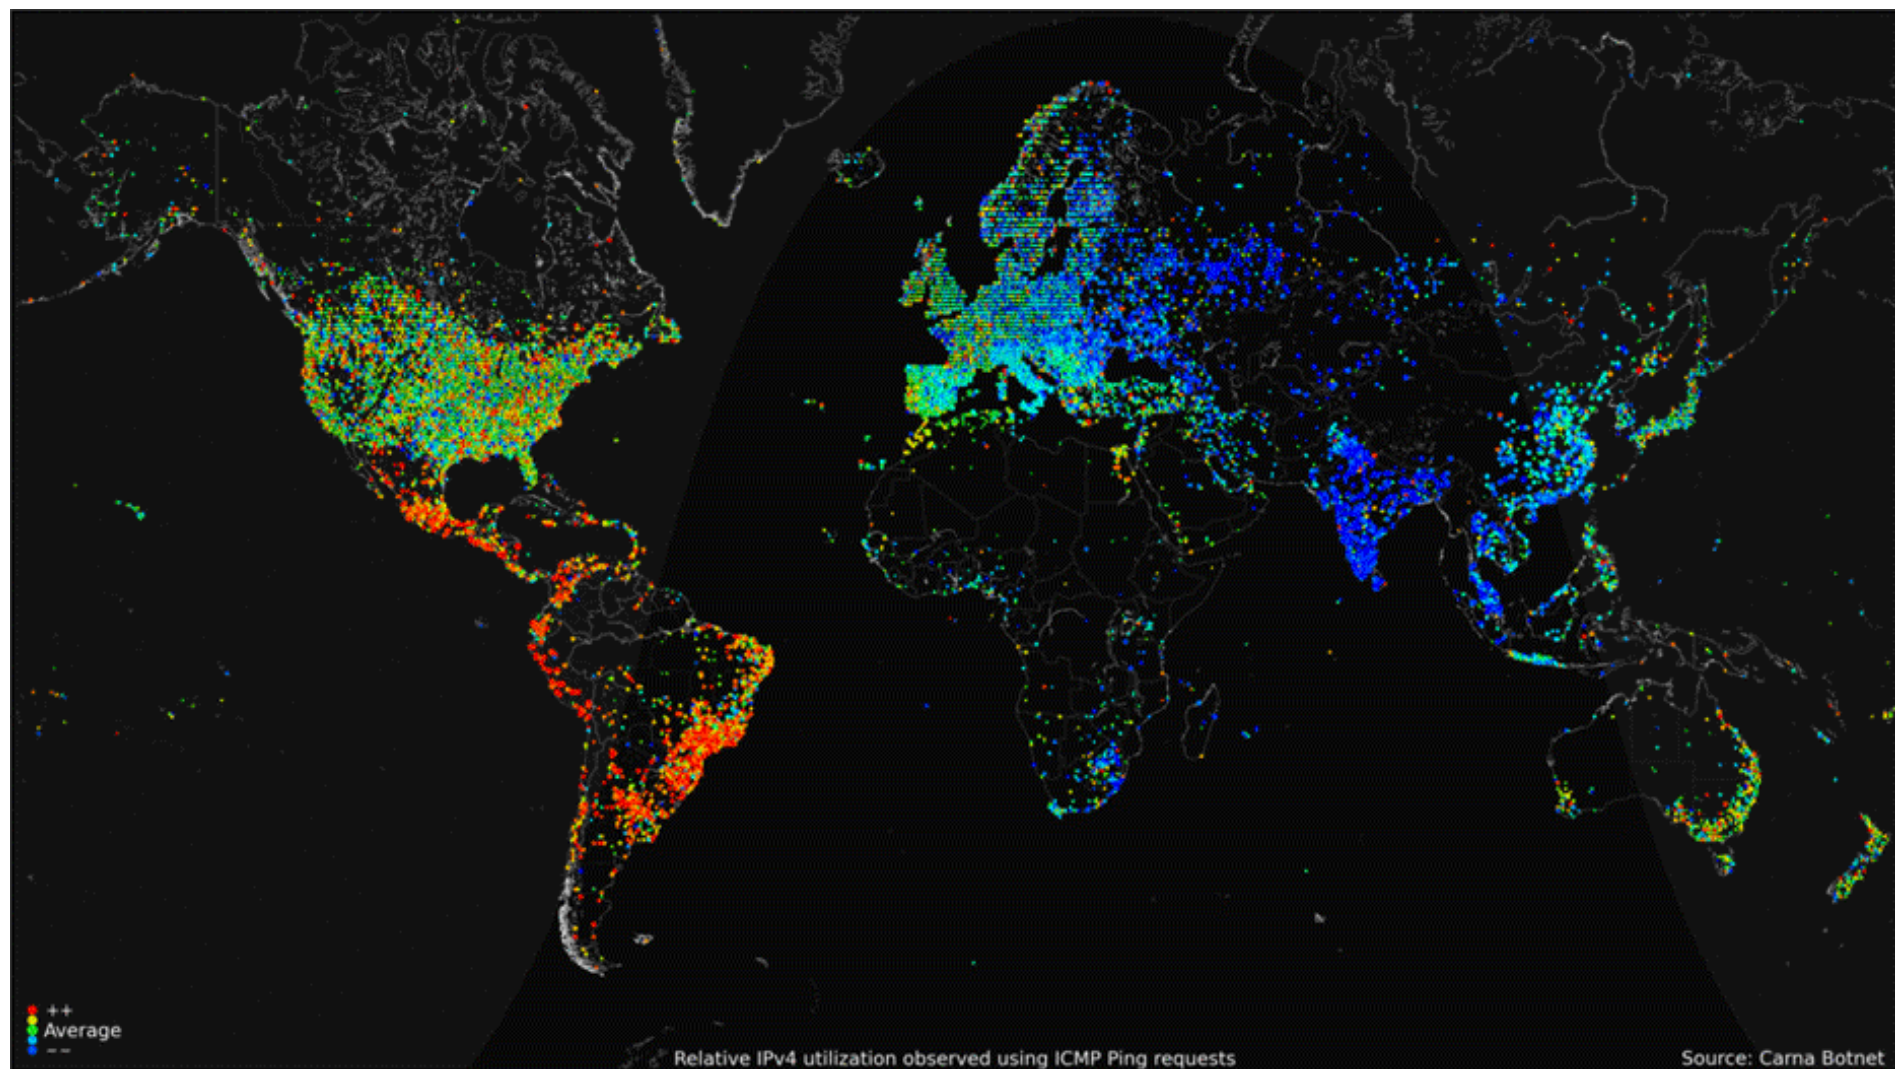 ++
Average
--
Relative IPv4 utilization observed using ICMP Ping requests
Source: Carna Botnet